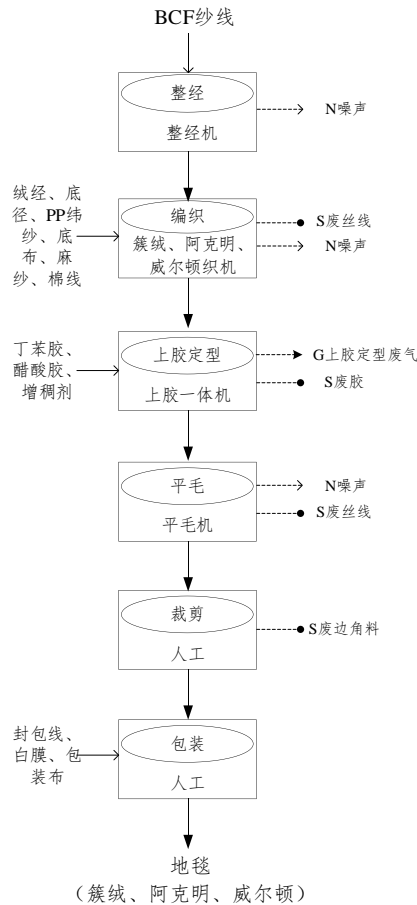 BCF纱线
整经
整经机
N噪声
绒经、底
径、PP纬
纱、底
布、麻
纱、棉线
编织
簇绒、阿克明、
威尔顿织机
S废丝线
N噪声
丁苯胶、
醋酸胶、
增稠剂
上胶定型
上胶一体机
G上胶定型废气
S废胶
平毛
平毛机
N噪声
S废丝线
裁剪
人工
S废边角料
封包线、
白膜、包
装布
包装
人工
地毯
（簇绒、阿克明、威尔顿）